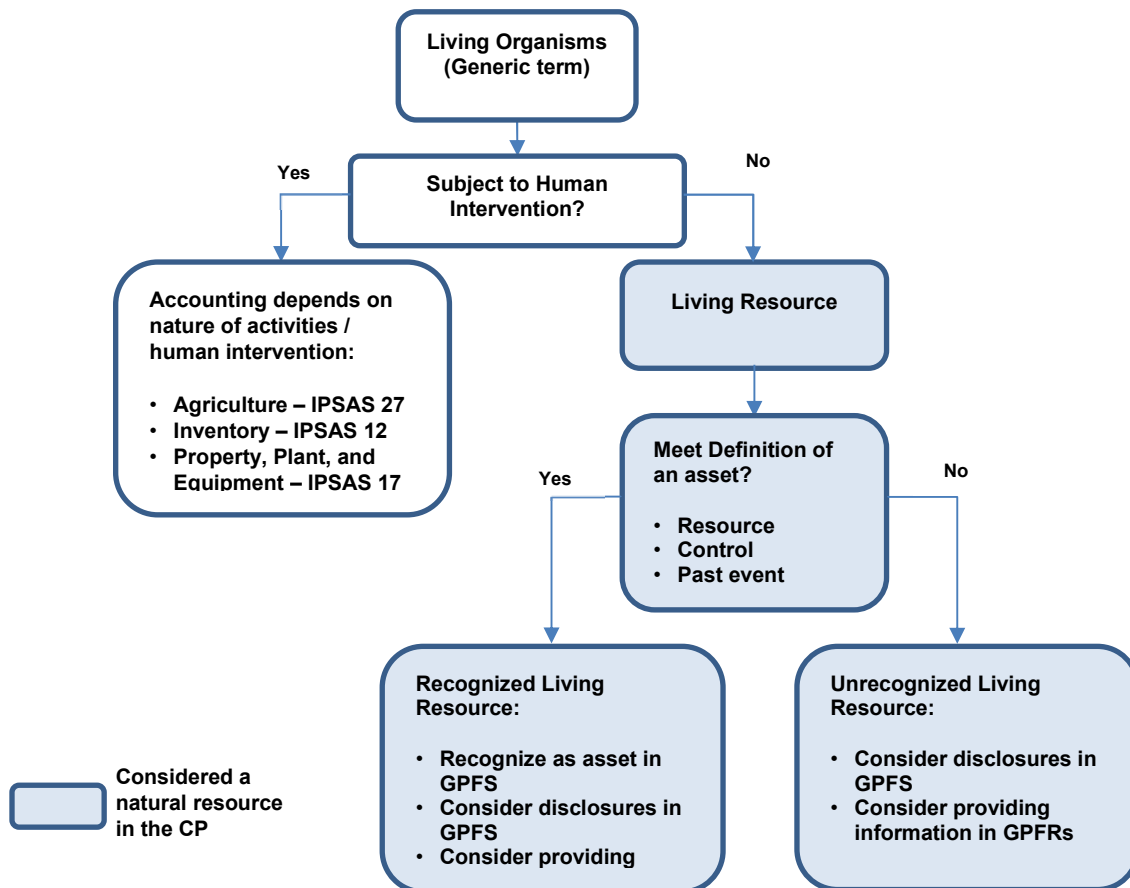 Living Organisms
(Generic term)
Yes
No
Subject to Human
Intervention?
Accounting depends on
nature of activities /
human intervention:
• Agriculture – IPSAS 27
• Inventory – IPSAS 12
• Property, Plant, and
Equipment – IPSAS 17
Living Resource
Meet Definition of
an asset?
• Resource
• Control
• Past event
Yes
No
Recognized Living
Resource:
• Recognize as asset in
GPFS
• Consider disclosures in
GPFS
• Consider providing
Unrecognized Living
Resource:
• Consider disclosures in
GPFS
• Consider providing
information in GPFRs
Considered a
natural resource
in the CP